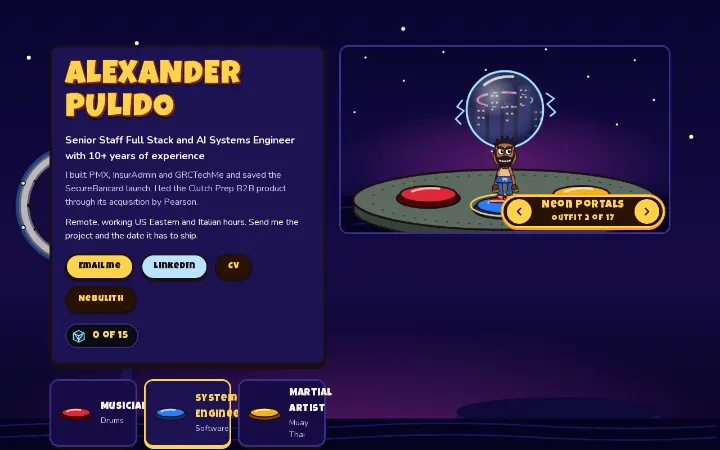 ALEXANDER
PULIDO
Senior Staff Full Stack and AI Systems Engineer
with 10+ years of experience
I built PMX, InsurAdmin and GRCTechMe and saved the
SecureBancard launch. I led the Clutch Prep B2B product
through its acquisition by Pearson.
Remote, working US Eastern and Italian hours. Send me the
project and the date it has to ship.
Email me
LinkedIn
CV
Nebulith
0 OF 15
Neon Portals
OUTFIT 2 OF 17
MUSICIAN
Drums
SYSTEM
ENGINEE
Software
MARTIAL
ARTIST
Muay
Thai